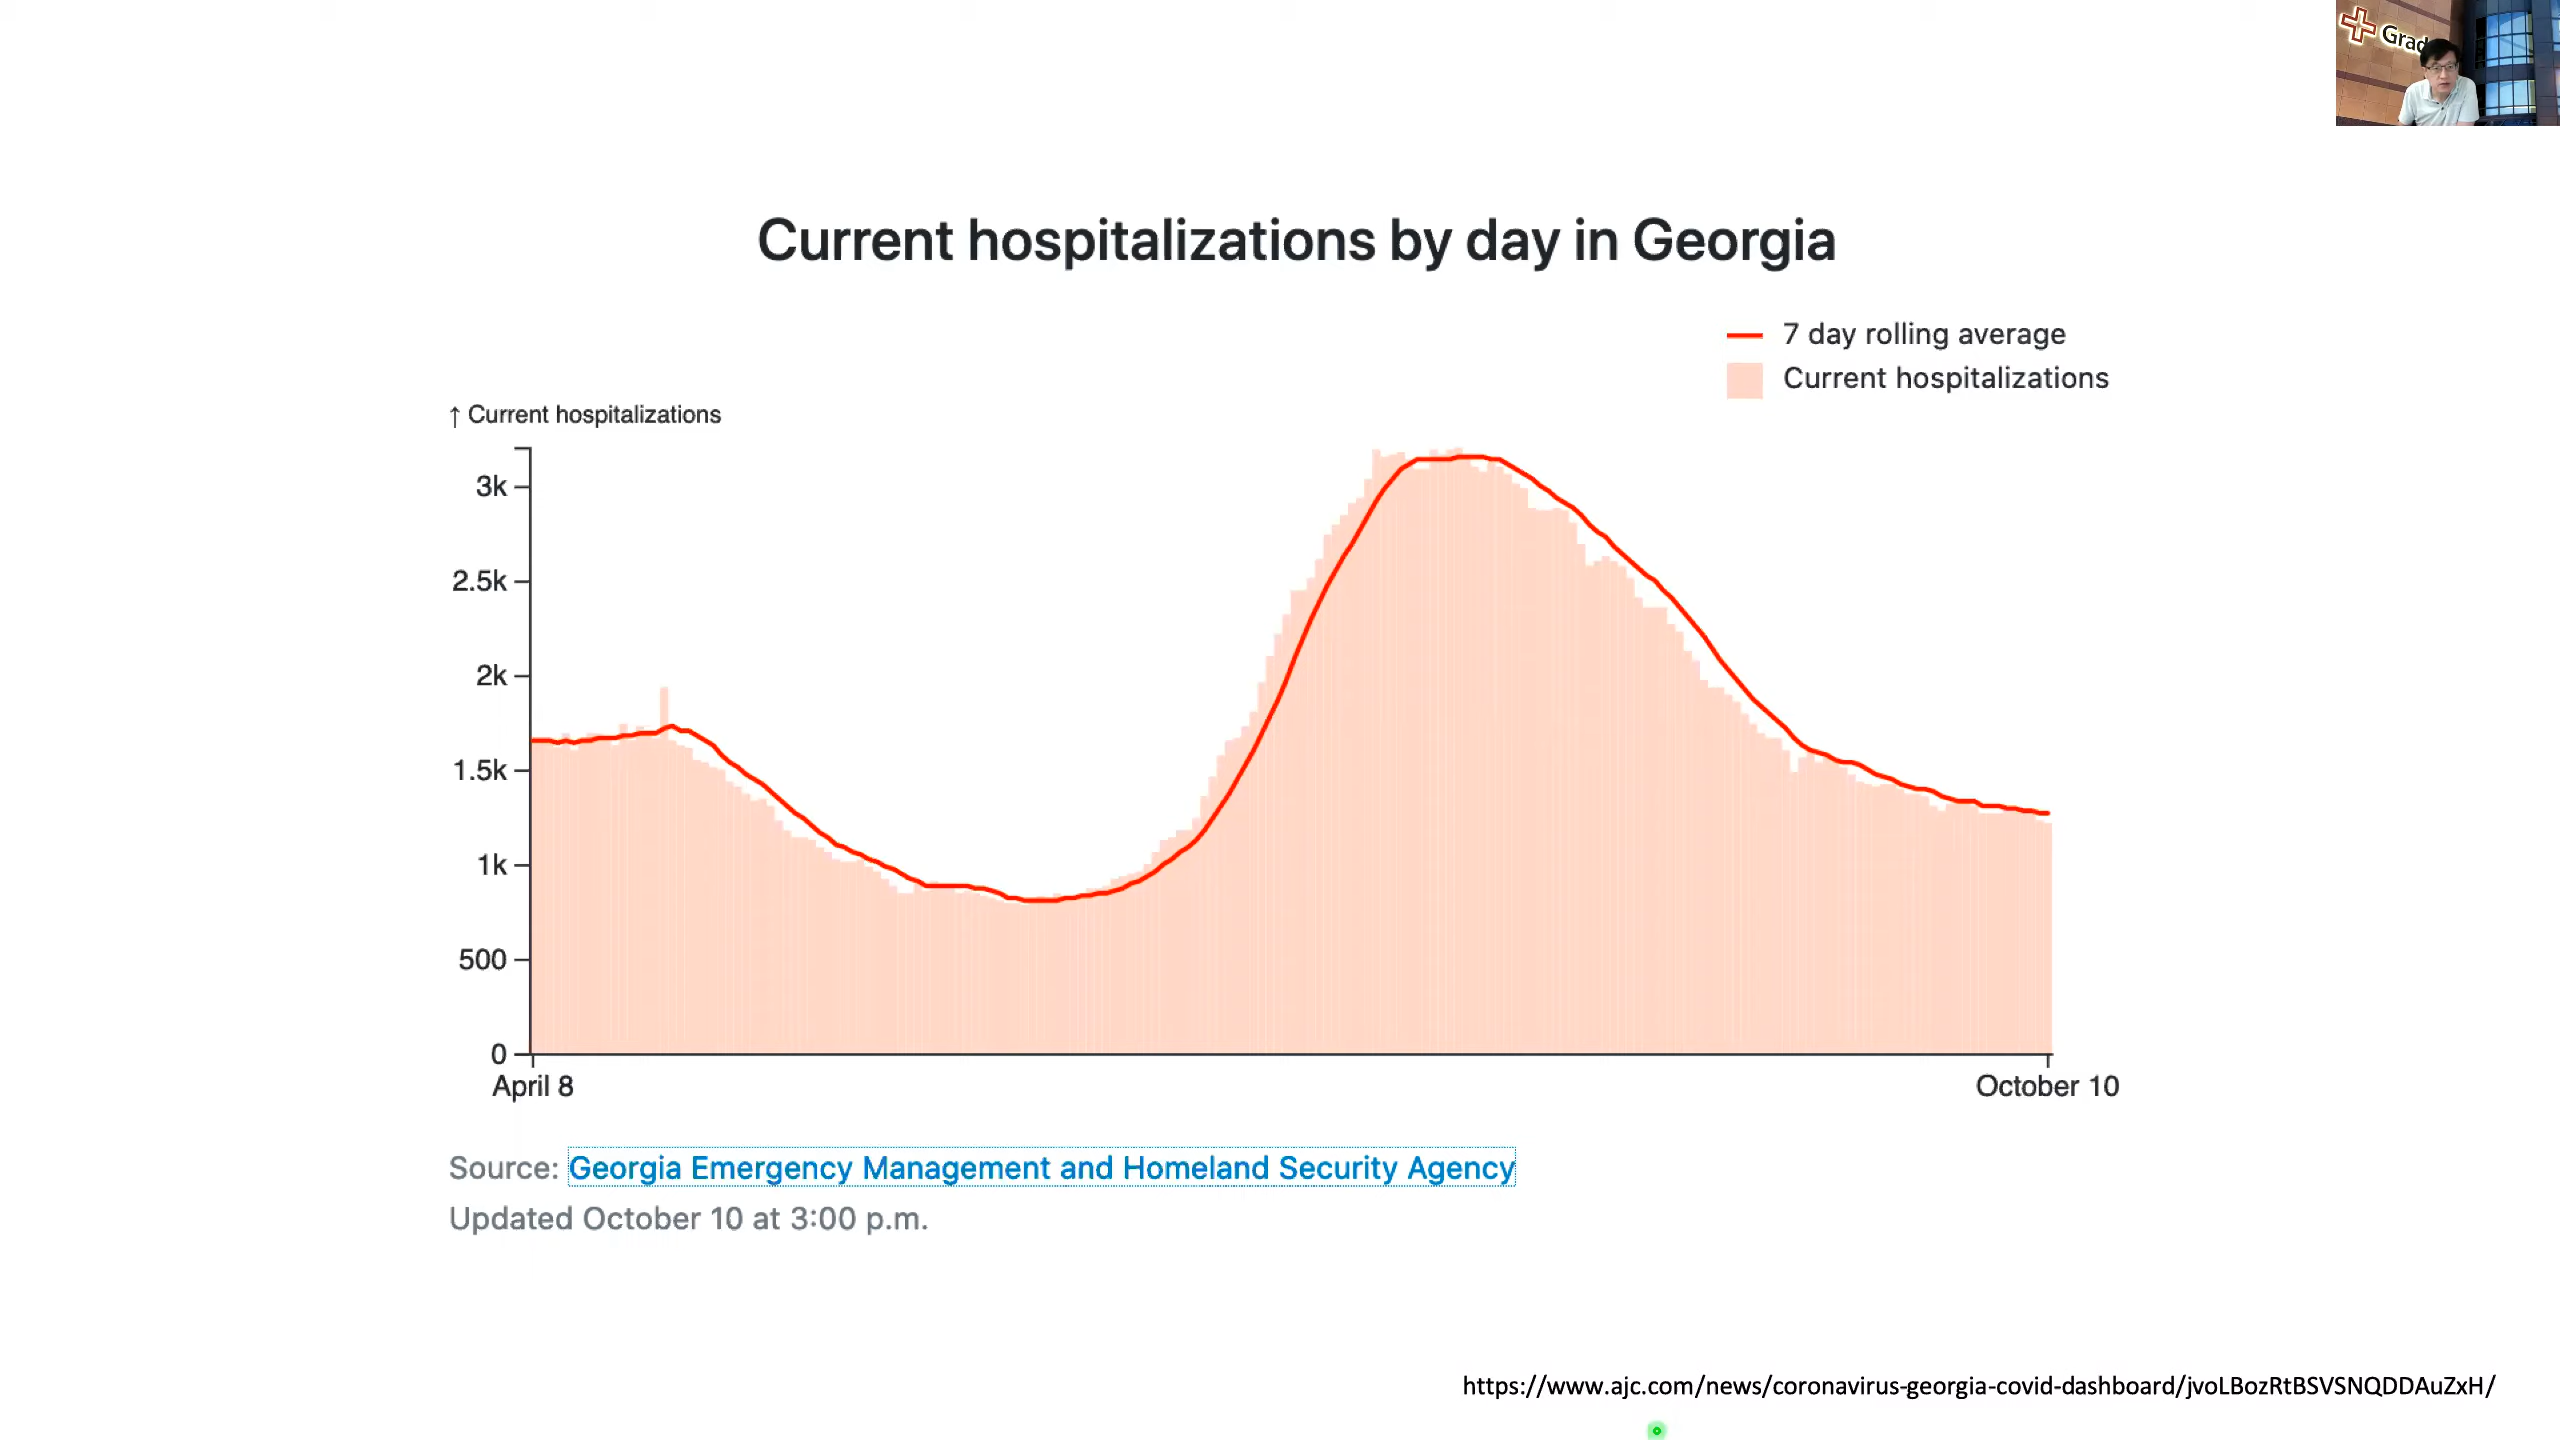 Grad
Current hospitalizations by day in Georgia
7 day rolling average
Current hospitalizations
↑ Current hospitalizations
3k
2.5k
2k
1.5k
1k
500
0
April 8
October 10
Source: Georgia Emergency Management and Homeland Security Agency
Updated October 10 at 3:00 p.m.
https://www.ajc.com/news/coronavirus-georgia-covid-dashboard/jvoLBozRtBSVSNQDDAuZxH/